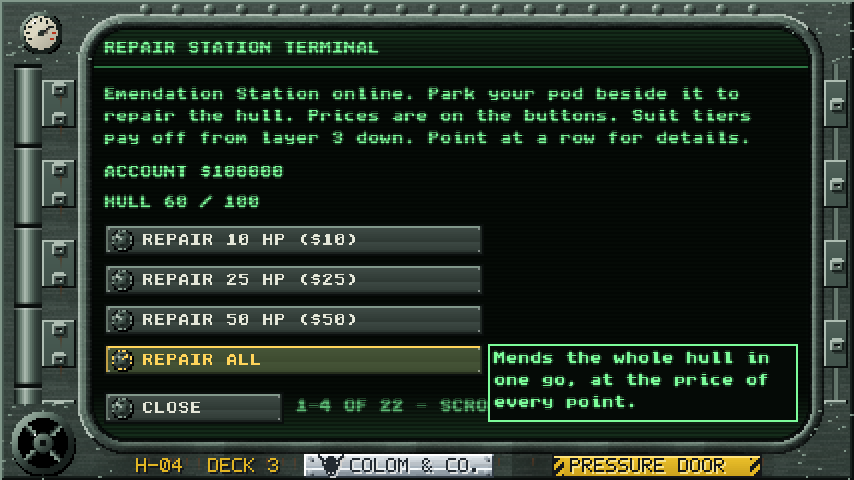 REPAIR STATION TERMINAL
Emendation Station online. Park your pod beside it to
repair the hull. Prices are on the buttons. Suit tiers
pay off from layer 3 down. Point at a row for details.
ACCOUNT $100000
HULL 60 / 100
REPAIR 10 HP ($10)
REPAIR 25 HP ($25)
REPAIR 50 HP ($50)
REPAIR ALL
Mends the whole hull in
one go, at the price of
every point.
CLOSE
1-4 OF 22 - SCRO
H-04 DECK 3
COLOM & CO.
PRESSURE DOOR